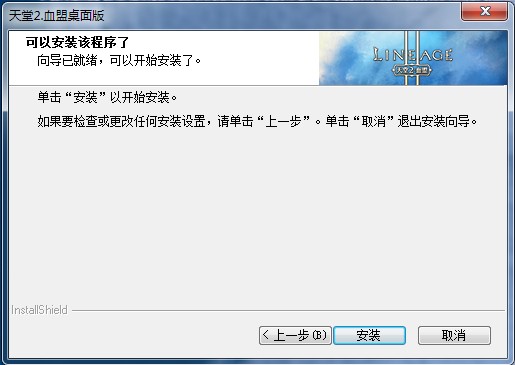 天堂2.血盟桌面版
可以安装该程序了
向导已就绪，可以开始安装了。
LINEAGE
天堂2:血盟
单击“安装”以开始安装。
如果要检查或更改任何安装设置，请单击“上一步”。单击“取消”退出安装向导。
InstallShield
< 上一步(B)
安装
取消